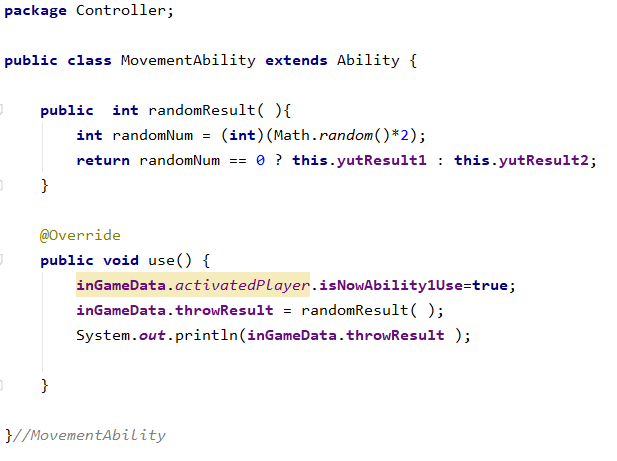 package Controller;
public class MovementAbility extends Ability {
    public  int randomResult( ){
        int randomNum = (int)(Math.random()*2);
        return randomNum == 0 ? this.yutResult1 : this.yutResult2;
    }
    @Override
    public void use() {
        inGameData.activatedPlayer.isNowAbility1Use=true;
        inGameData.throwResult = randomResult( );
        System.out.println(inGameData.throwResult );
    }
}//MovementAbility